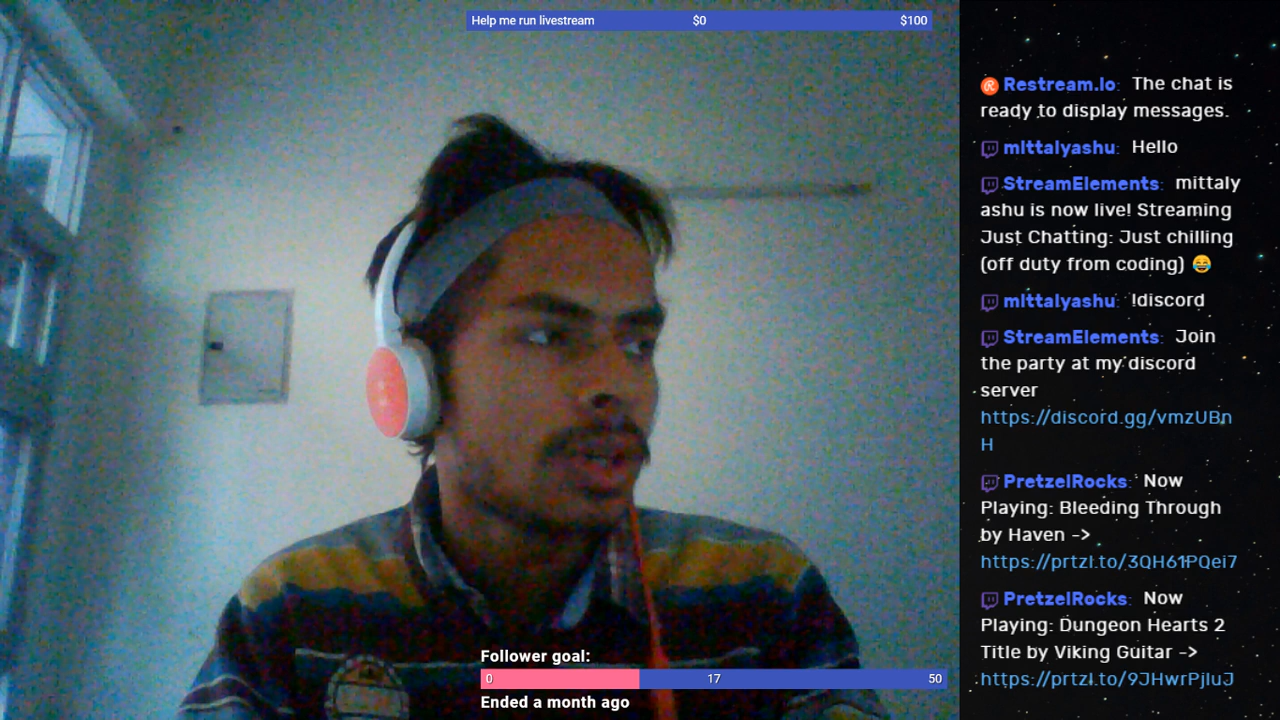 Help me run livestream $0 $100
Restream.io: The chat is
ready to display messages.
mittalyashu: Hello
StreamElements: mittaly
ashu is now live! Streaming
Just Chatting: Just chilling
(off duty from coding) 😂
mittalyashu: !discord
StreamElements: Join
the party at my discord
server
https://discord.gg/vmzUBn
H
PretzelRocks: Now
Playing: Bleeding Through
by Haven ->
https://prtzl.to/3QH61PQei7
PretzelRocks: Now
Playing: Dungeon Hearts 2
Title by Viking Guitar ->
https://prtzl.to/9JHwrPjluJ
Follower goal:
0 17 50
Ended a month ago